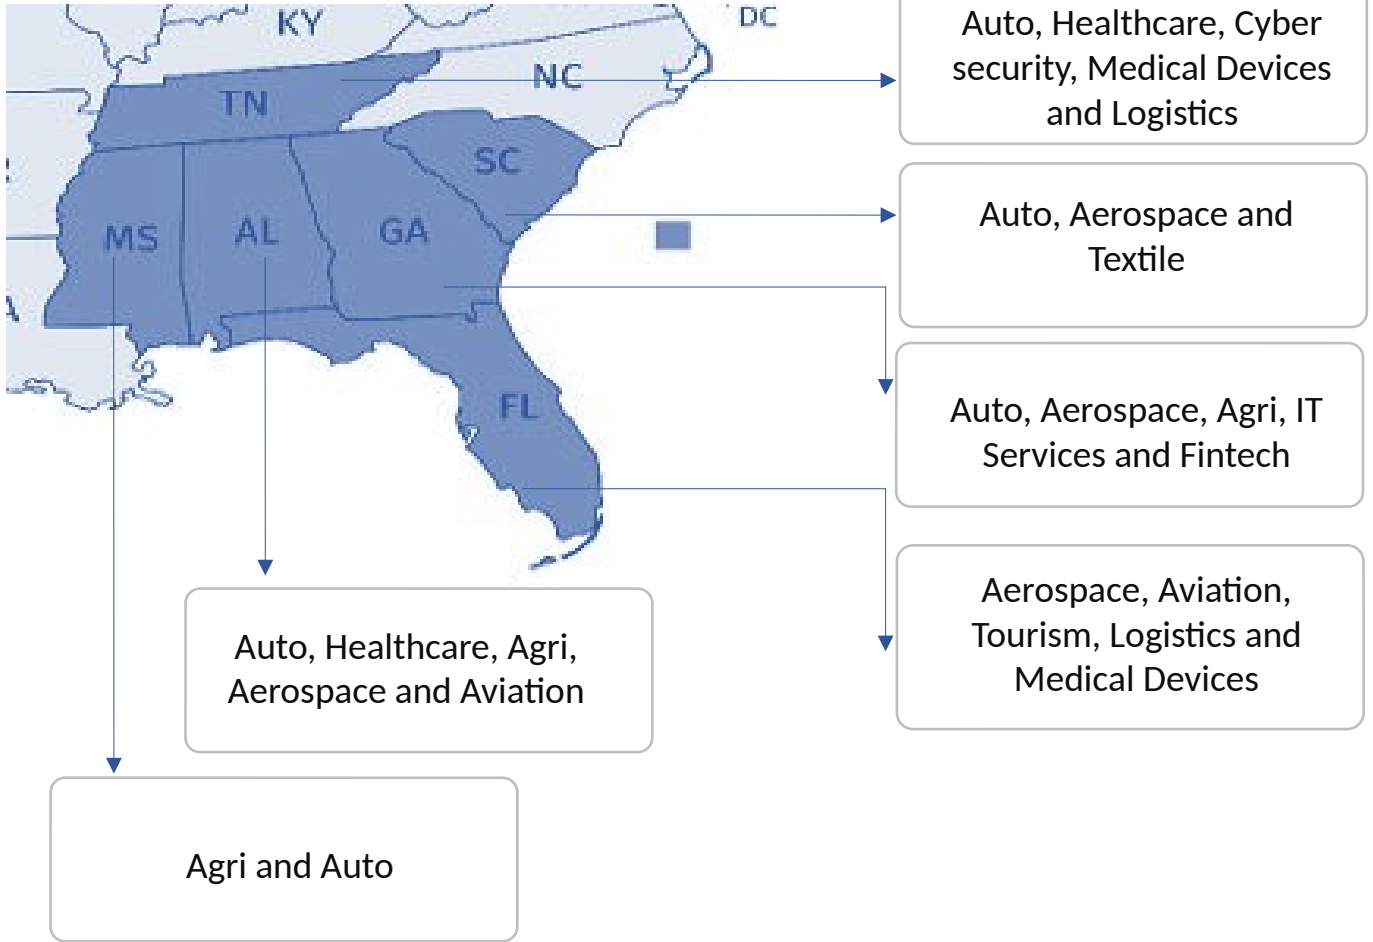 KY
DC
Auto, Healthcare, Cyber
security, Medical Devices
and Logistics
NC
TN
SC
Auto, Aerospace and
Textile
MS
AL
GA
FL
Auto, Aerospace, Agri, IT
Services and Fintech
Aerospace, Aviation,
Tourism, Logistics and
Medical Devices
Auto, Healthcare, Agri,
Aerospace and Aviation
Agri and Auto